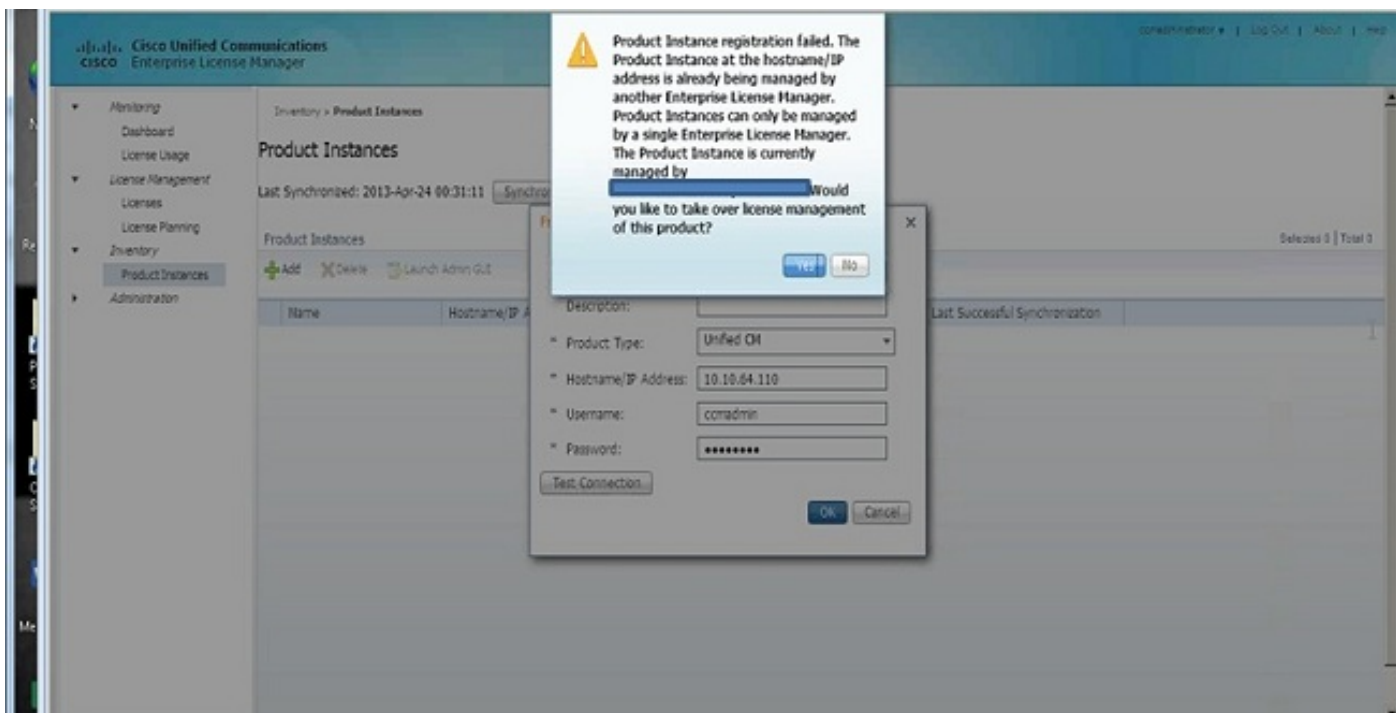 Cisco Unified Communications
CISCO Enterprise License Manager
Log Out | About |
Monitoring
Dashboard
License Usage
License Management
Licenses
License Planning
Inventory
Product Instances
Administration
Inventory > Product Instances
Product Instances
Last Synchronized: 2013-Apr-24 00:31:11
Product Instances
Selected 0 | Total 0
Add Delete Launch Admin GUI
Name Hostname/IP A Last Successful Synchronization
Product Instance registration failed. The
Product Instance at the hostname/IP
address is already being managed by
another Enterprise License Manager.
Product Instances can only be managed
by a single Enterprise License Manager.
The Product Instance is currently
managed by
Would
you like to take over license management
of this product?
Yes No
Description:
* Product Type: Unified CM
* Hostname/IP Address: 10.10.64.110
* Username: ccmadmin
* Password: ••••••••
Test Connection
OK Cancel
Me